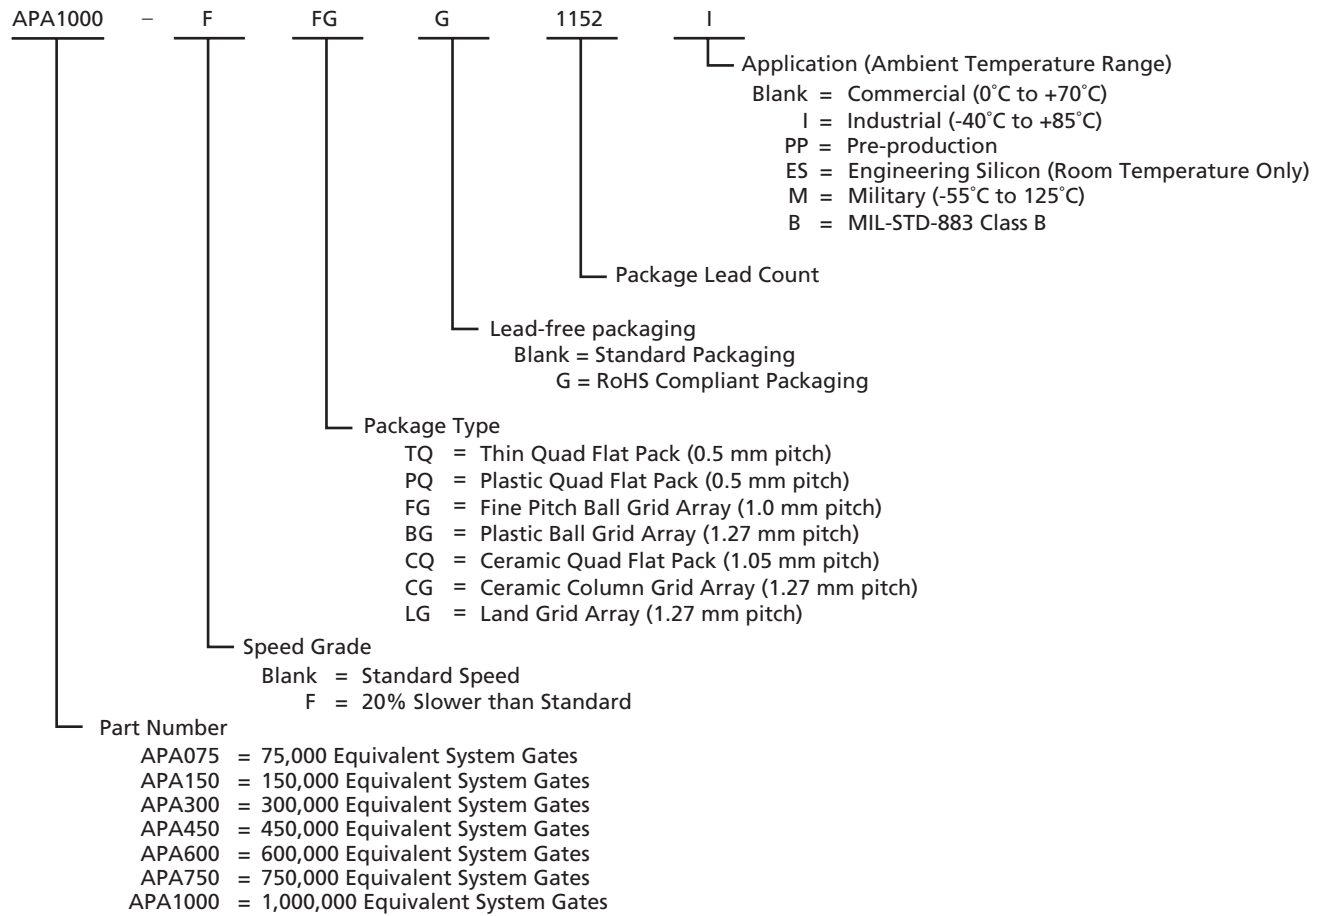 APA1000 – F FG G 1152 I
Application (Ambient Temperature Range)
Blank = Commercial (0˚C to +70˚C)
I = Industrial (-40˚C to +85˚C)
PP = Pre-production
ES = Engineering Silicon (Room Temperature Only)
M = Military (-55˚C to 125˚C)
B = MIL-STD-883 Class B
Package Lead Count
Lead-free packaging
Blank = Standard Packaging
G = RoHS Compliant Packaging
Package Type
TQ = Thin Quad Flat Pack (0.5 mm pitch)
PQ = Plastic Quad Flat Pack (0.5 mm pitch)
FG = Fine Pitch Ball Grid Array (1.0 mm pitch)
BG = Plastic Ball Grid Array (1.27 mm pitch)
CQ = Ceramic Quad Flat Pack (1.05 mm pitch)
CG = Ceramic Column Grid Array (1.27 mm pitch)
LG = Land Grid Array (1.27 mm pitch)
Speed Grade
Blank = Standard Speed
F = 20% Slower than Standard
Part Number
APA075 = 75,000 Equivalent System Gates
APA150 = 150,000 Equivalent System Gates
APA300 = 300,000 Equivalent System Gates
APA450 = 450,000 Equivalent System Gates
APA600 = 600,000 Equivalent System Gates
APA750 = 750,000 Equivalent System Gates
APA1000 = 1,000,000 Equivalent System Gates